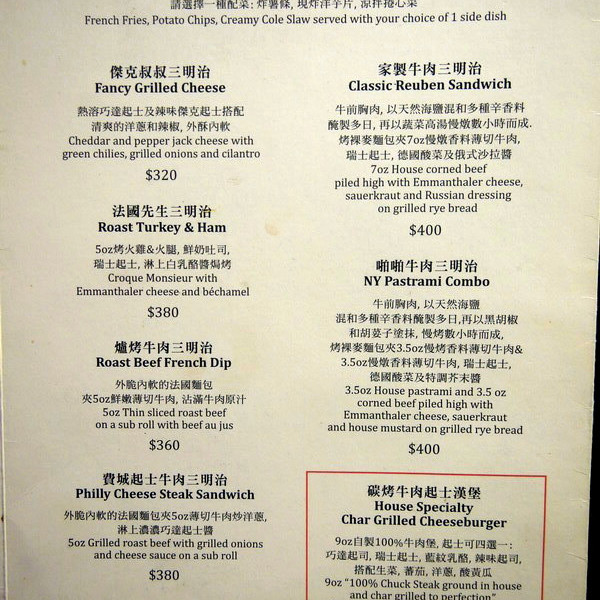 請選擇一種配菜: 炸薯條, 現炸洋芋片, 涼拌捲心菜
French Fries, Potato Chips, Creamy Cole Slaw served with your choice of 1 side dish
傑克叔叔三明治
Fancy Grilled Cheese
熱溶巧達起士及辣味傑克起士搭配
清爽的洋蔥和辣椒, 外酥內軟
Cheddar and pepper jack cheese with
green chilies, grilled onions and cilantro
$320
法國先生三明治
Roast Turkey & Ham
5oz烤火雞&火腿, 鮮奶吐司,
瑞士起士, 淋上白乳酪醬焗烤
Croque Monsieur with
Emmanthaler cheese and béchamel
$380
爐烤牛肉三明治
Roast Beef French Dip
外脆內軟的法國麵包
夾5oz鮮嫩薄切牛肉, 沾滿牛肉原汁
5oz Thin sliced roast beef
on a sub roll with beef au jus
$360
費城起士牛肉三明治
Philly Cheese Steak Sandwich
外脆內軟的法國麵包夾5oz薄切牛肉炒洋蔥,
淋上濃濃巧達起士醬
5oz Grilled roast beef with grilled onions
and cheese sauce on a sub roll
$380
家製牛肉三明治
Classic Reuben Sandwich
牛前胸肉, 以天然海鹽混和多種辛香料
醃製多日, 再以蔬菜高湯慢燉數小時而成.
烤裸麥麵包夾7oz慢燉香料薄切牛肉,
瑞士起士, 德國酸菜及俄式沙拉醬
7oz House corned beef
piled high with Emmanthaler cheese,
sauerkraut and Russian dressing
on grilled rye bread
$400
啪啪牛肉三明治
NY Pastrami Combo
牛前胸肉, 以天然海鹽
混和多種辛香料醃製多日,再以黑胡椒
和胡荽子塗抹, 慢烤數小時而成,
烤裸麥麵包夾3.5oz慢烤香料薄切牛肉&
3.5oz慢燉香料薄切牛肉, 瑞士起士,
德國酸菜及特調芥末醬
3.5oz House pastrami and 3.5 oz
corned beef piled high with
Emmanthaler cheese, sauerkraut
and house mustard on grilled rye bread
$400
碳烤牛肉起士漢堡
House Specialty
Char Grilled Cheeseburger
9oz自製100%牛肉堡, 起士可四選一:
巧達起司, 瑞士起士, 藍紋乳酪, 辣味起司,
搭配生菜, 蕃茄, 洋蔥, 酸黃瓜
9oz "100% Chuck Steak ground in house
and char grilled to perfection"